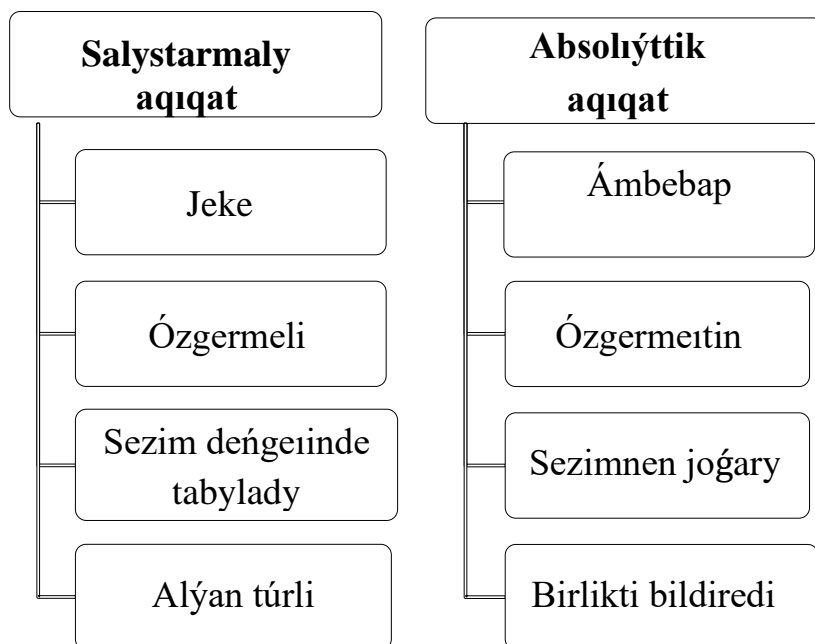 Salystarmaly
aqıqat
Jeke
Ózgermeli
Sezim deńgeıinde
tabylady
Alýan túrli
Absolıýttik
aqıqat
Ámbebap
Ózgermeıtin
Sezimnen joǵary
Birlikti bildiredi